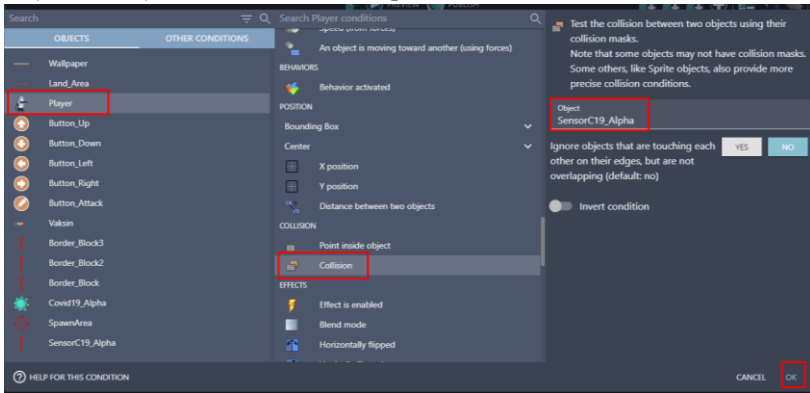 PREVIEW
PUBLISH
Search
OBJECTS
OTHER CONDITIONS
Wallpaper
Land_Area
Player
Button_Up
Button_Down
Button_Left
Button_Right
Button_Attack
Vaksin
Border_Block3
Border_Block2
Border_Block
Covid19_Alpha
SpawnArea
SensorC19_Alpha
HELP FOR THIS CONDITION
Search Player conditions
Speed (from forces)
An object is moving toward another (using forces)
BEHAVIORS
Behavior activated
POSITION
Bounding Box
Center
X position
Y position
Distance between two objects
COLLISION
Point inside object
Collision
EFFECTS
Effect is enabled
Blend mode
Horizontally flipped
Test the collision between two objects using their
collision masks.
Note that some objects may not have collision masks.
Some others, like Sprite objects, also provide more
precise collision conditions.
Object
SensorC19_Alpha
Ignore objects that are touching each
other on their edges, but are not
overlapping (default: no)
YES
NO
Invert condition
CANCEL
OK